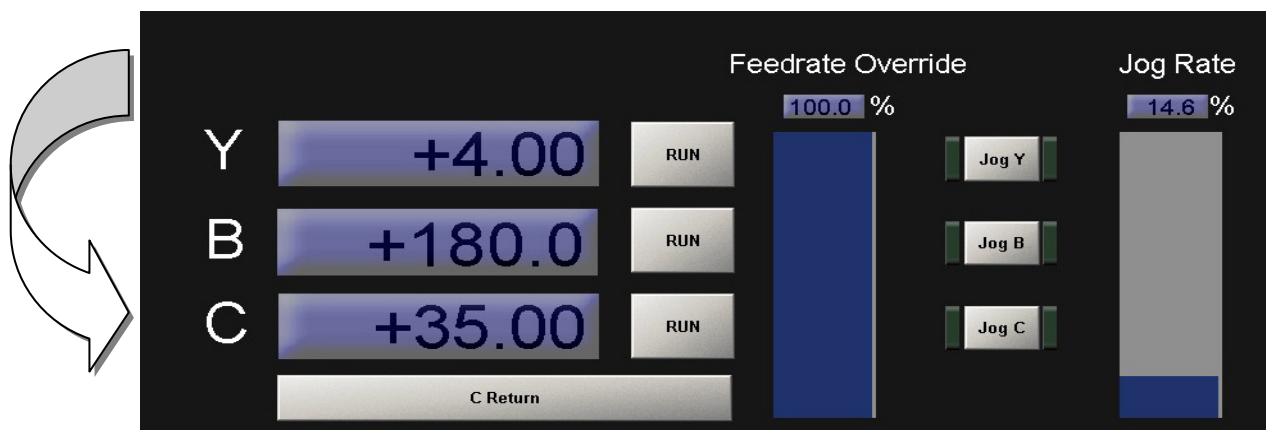 Feedrate Override Jog Rate
100.0 % 14.6 %
Y +4.00 RUN Jog Y
B +180.0 RUN Jog B
C +35.00 RUN Jog C
C Return